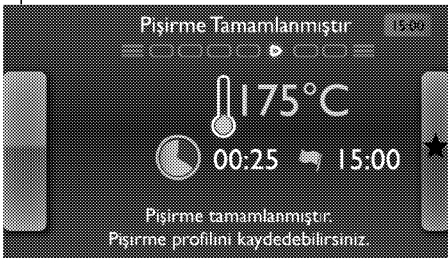 Pişirme Tamamlanmıştır 15:00
175°C
00:25 15:00
Pişirme tamamlanmıştır.
Pişirme profilini kaydedebilirsiniz.